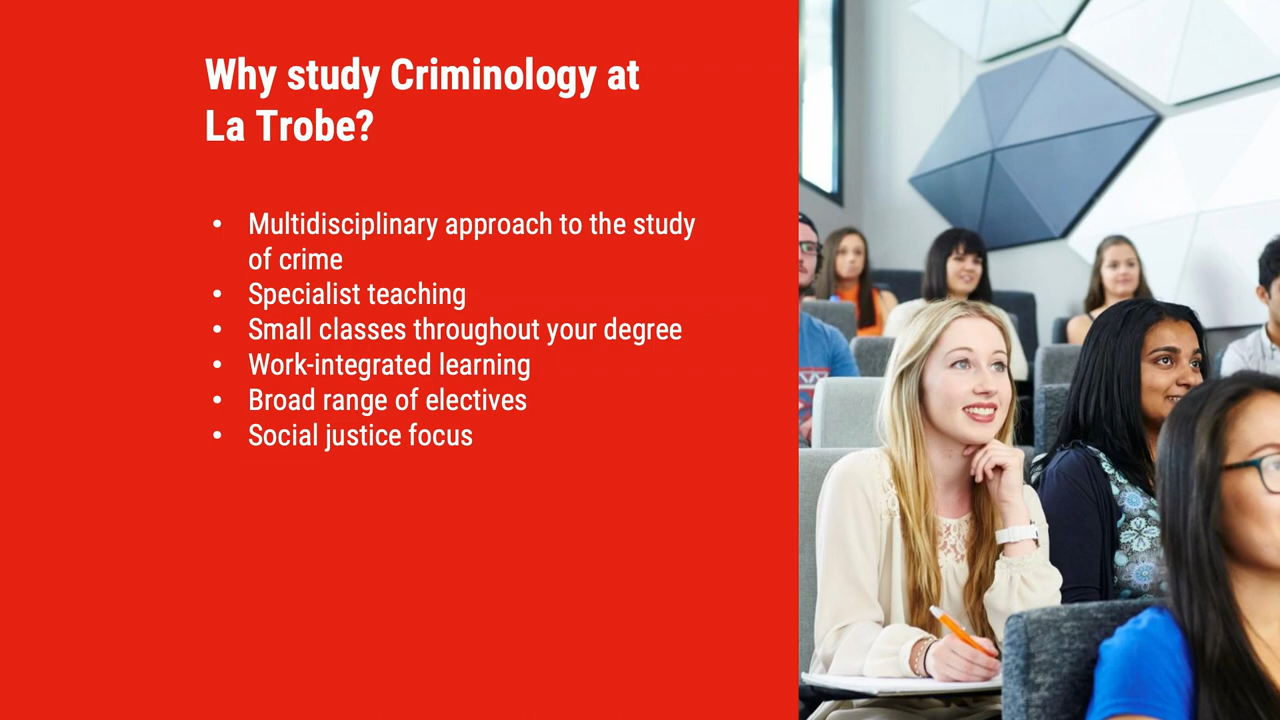 Why study Criminology at
La Trobe?
• Multidisciplinary approach to the study
of crime
• Specialist teaching
• Small classes throughout your degree
• Work-integrated learning
• Broad range of electives
• Social justice focus